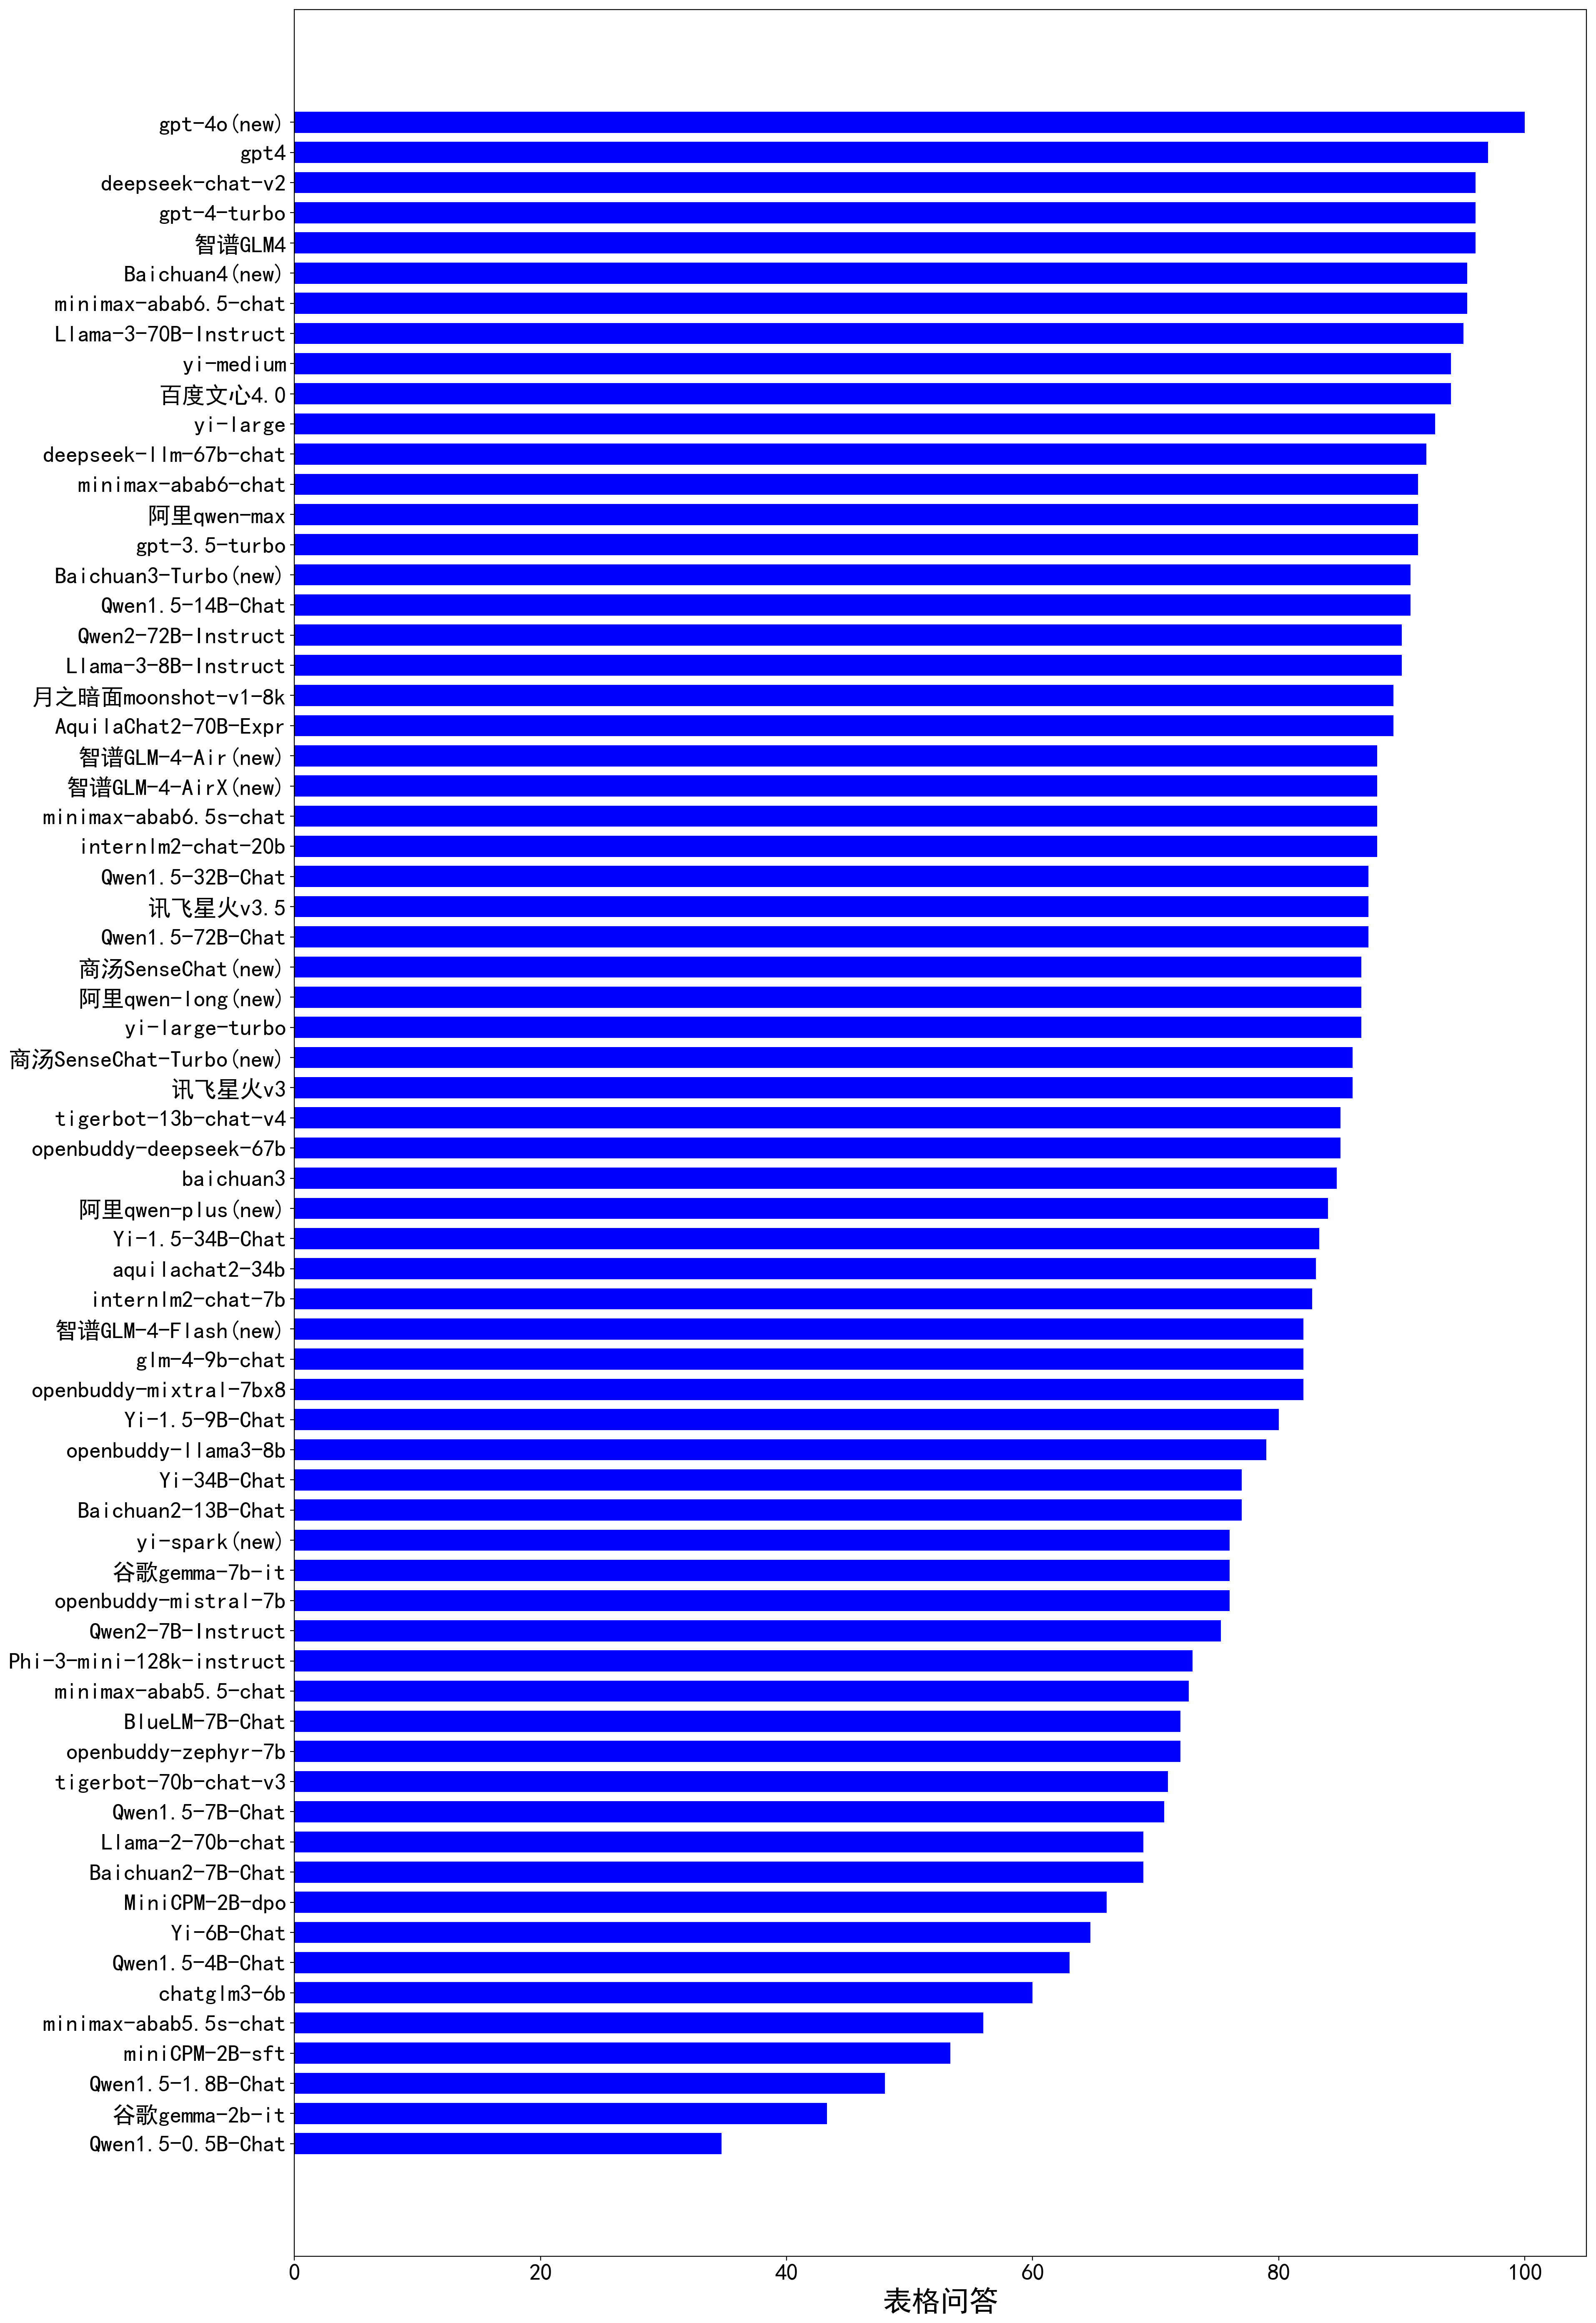 gpt-4o(new)
gpt4
deepseek-chat-v2
gpt-4-turbo
智谱GLM4
Baichuan4(new)
minimax-abab6.5-chat
Llama-3-70B-Instruct
yi-medium
百度文心4.0
yi-large
deepseek-llm-67b-chat
minimax-abab6-chat
阿里qwen-max
gpt-3.5-turbo
Baichuan3-Turbo(new)
Qwen1.5-14B-Chat
Qwen2-72B-Instruct
Llama-3-8B-Instruct
月之暗面moonshot-v1-8k
AquilaChat2-70B-Expr
智谱GLM-4-Air(new)
智谱GLM-4-AirX(new)
minimax-abab6.5s-chat
internlm2-chat-20b
Qwen1.5-32B-Chat
讯飞星火v3.5
Qwen1.5-72B-Chat
商汤SenseChat(new)
阿里qwen-long(new)
yi-large-turbo
商汤SenseChat-Turbo(new)
讯飞星火v3
tigerbot-13b-chat-v4
openbuddy-deepseek-67b
baichuan3
阿里qwen-plus(new)
Yi-1.5-34B-Chat
aquilachat2-34b
internlm2-chat-7b
智谱GLM-4-Flash(new)
glm-4-9b-chat
openbuddy-mixtral-7bx8
Yi-1.5-9B-Chat
openbuddy-llama3-8b
Yi-34B-Chat
Baichuan2-13B-Chat
yi-spark(new)
谷歌gemma-7b-it
openbuddy-mistral-7b
Qwen2-7B-Instruct
Phi-3-mini-128k-instruct
minimax-abab5.5-chat
BlueLM-7B-Chat
openbuddy-zephyr-7b
tigerbot-70b-chat-v3
Qwen1.5-7B-Chat
Llama-2-70b-chat
Baichuan2-7B-Chat
MiniCPM-2B-dpo
Yi-6B-Chat
Qwen1.5-4B-Chat
chatglm3-6b
minimax-abab5.5s-chat
miniCPM-2B-sft
Qwen1.5-1.8B-Chat
谷歌gemma-2b-it
Qwen1.5-0.5B-Chat
0 20 40 60 80 100
表格问答